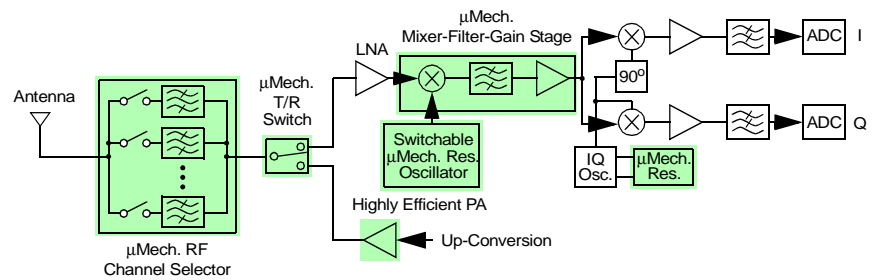 Antenna
µMech. RF
Channel Selector
µMech.
T/R
Switch
LNA
µMech.
Mixer-Filter-Gain Stage
Switchable
µMech. Res.
Oscillator
Highly Efficient PA
Up-Conversion
90º
IQ
Osc.
µMech.
Res.
ADC
I
ADC
Q